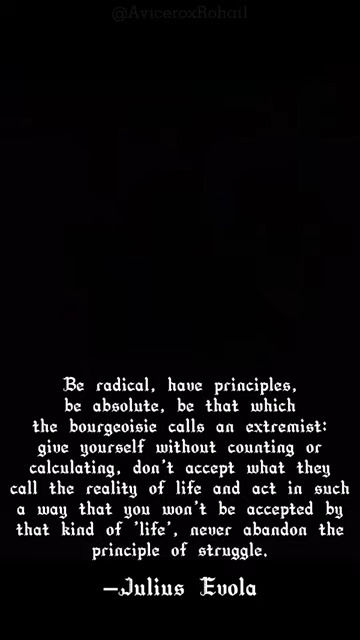 @AviceroxRohail
Be radical, have principles,
be absolute, be that which
the bourgeoisie calls an extremist:
give yourself without counting or
calculating, don't accept what they
call the reality of life and act in such
a way that you won't be accepted by
that kind of 'life', never abandon the
principle of struggle.
—Julius Evola